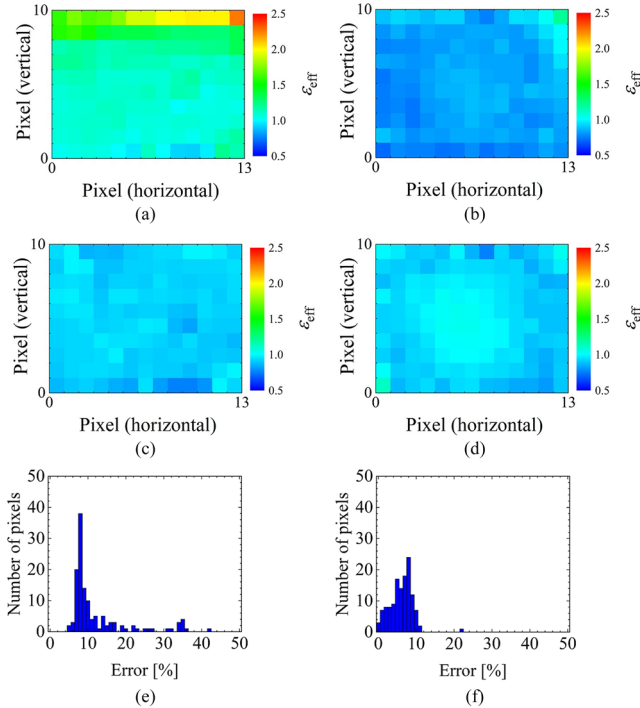 10
2.5
Pixel (vertical)
2.0
1.5
εeff
1.0
0
0.5
0
13
Pixel (horizontal)
(a)
10
2.5
Pixel (vertical)
2.0
1.5
εeff
1.0
0
0.5
0
13
Pixel (horizontal)
(b)
10
2.5
Pixel (vertical)
2.0
1.5
εeff
1.0
0
0.5
0
13
Pixel (horizontal)
(c)
10
2.5
Pixel (vertical)
2.0
1.5
εeff
1.0
0
0.5
0
13
Pixel (horizontal)
(d)
50
40
30
20
10
0
Number of pixels
0 10 20 30 40 50
Error [%]
(e)
50
40
30
20
10
0
Number of pixels
0 10 20 30 40 50
Error [%]
(f)